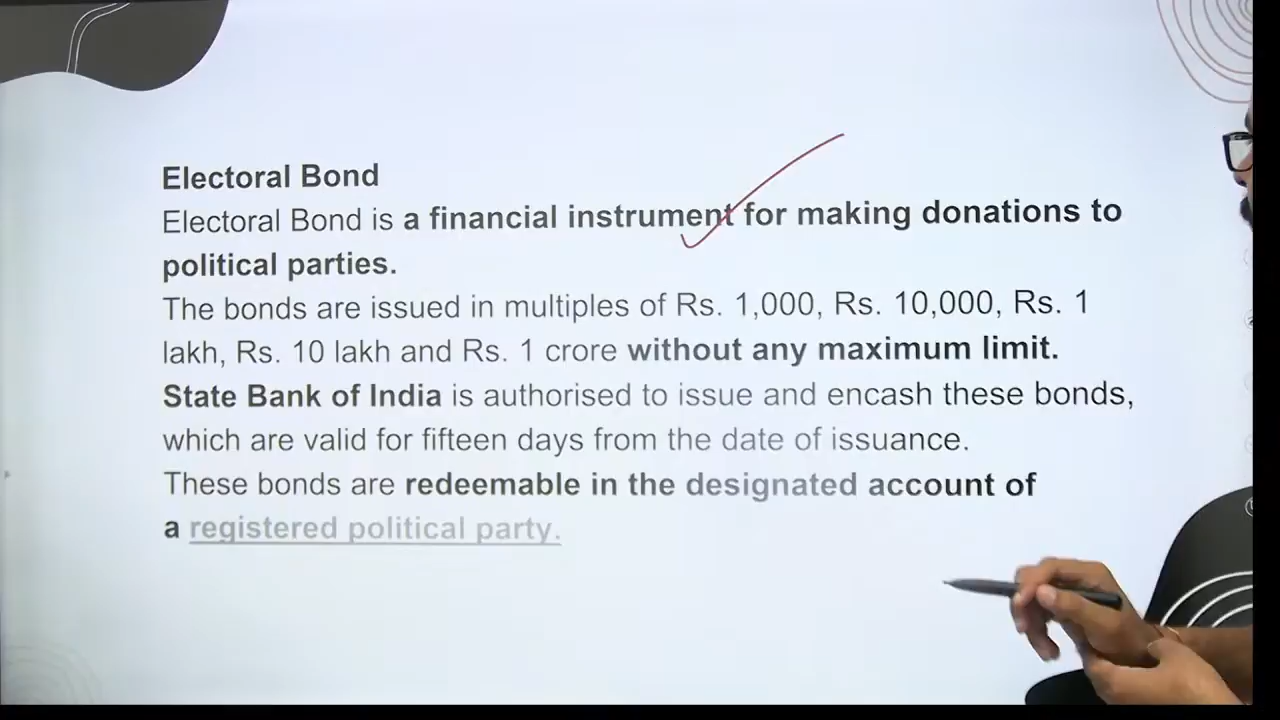 Electoral Bond
Electoral Bond is a financial instrument for making donations to
political parties.
The bonds are issued in multiples of Rs. 1,000, Rs. 10,000, Rs. 1
lakh, Rs. 10 lakh and Rs. 1 crore without any maximum limit.
State Bank of India is authorised to issue and encash these bonds,
which are valid for fifteen days from the date of issuance.
These bonds are redeemable in the designated account of
a registered political party.